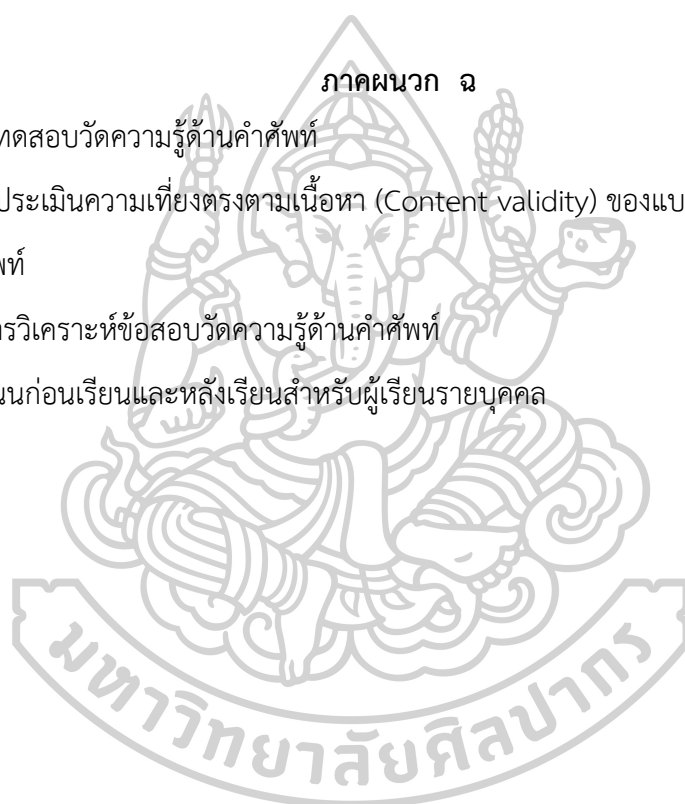 ภาคผนวก ฉ
ทดสอบวัดความรู้ด้านคำศัพท์
ประเมินความเที่ยงตรงตามเนื้อหา (Content validity) ของแบ
พท์
ารวิเคราะห์ข้อสอบวัดความรู้ด้านคำศัพท์
นนก่อนเรียนและหลังเรียนสำหรับผู้เรียนรายบุคคล
มหาวิทยาลัยศิลปากร